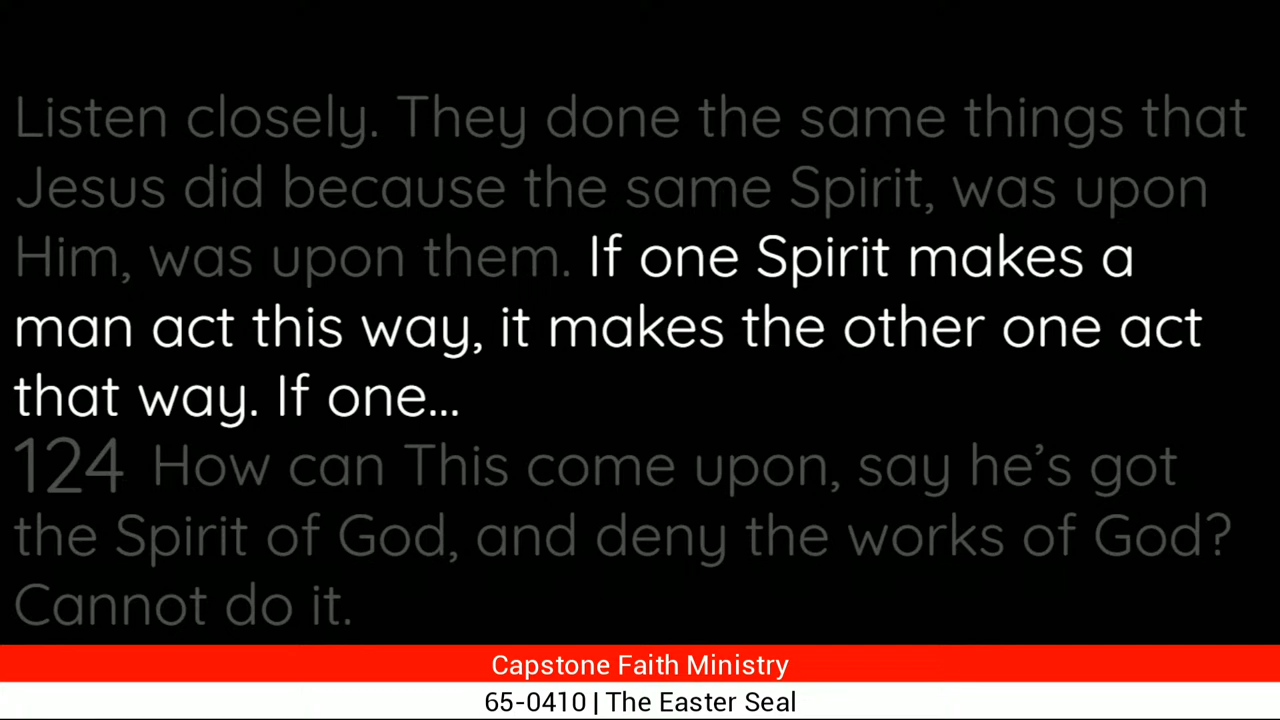 Listen closely. They done the same things that
Jesus did because the same Spirit, was upon
Him, was upon them. If one Spirit makes a
man act this way, it makes the other one act
that way. If one...
124 How can This come upon, say he’s got
the Spirit of God, and deny the works of God?
Cannot do it.
Capstone Faith Ministry
65-0410 | The Easter Seal